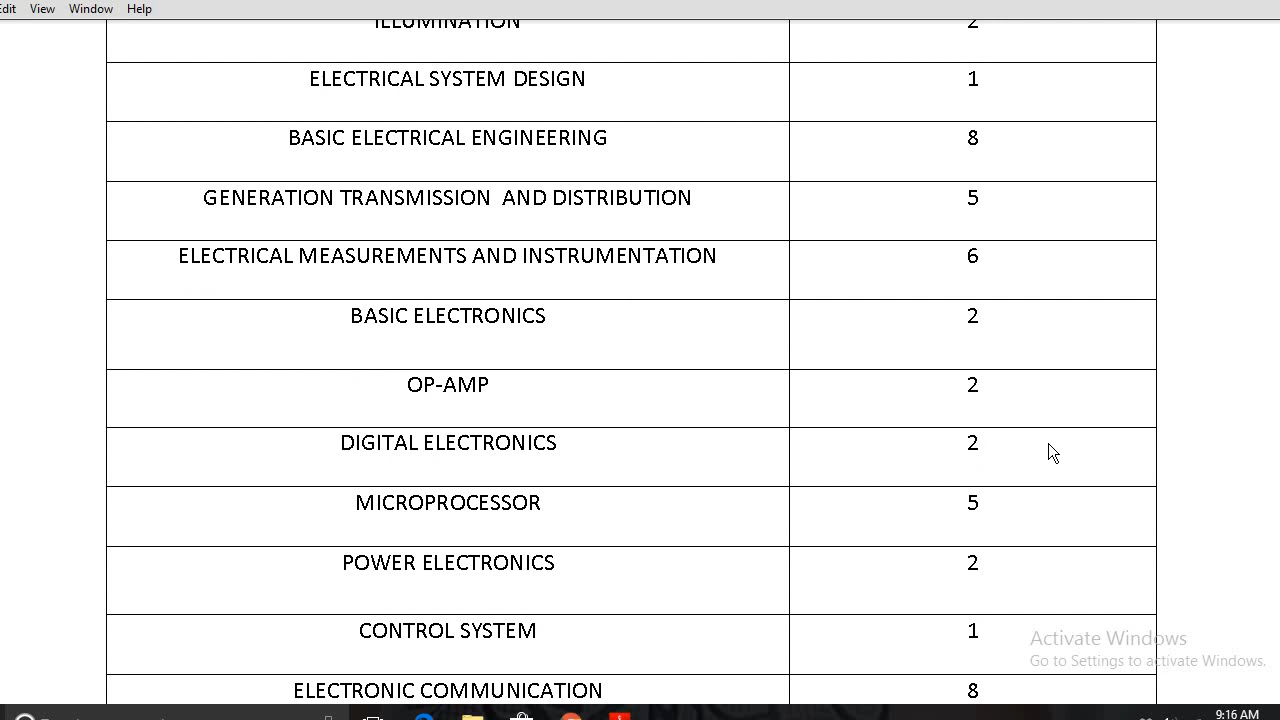 Edit View Window Help
ILLUMINATION 2
ELECTRICAL SYSTEM DESIGN 1
BASIC ELECTRICAL ENGINEERING 8
GENERATION TRANSMISSION AND DISTRIBUTION 5
ELECTRICAL MEASUREMENTS AND INSTRUMENTATION 6
BASIC ELECTRONICS 2
OP-AMP 2
DIGITAL ELECTRONICS 2
MICROPROCESSOR 5
POWER ELECTRONICS 2
CONTROL SYSTEM 1
Activate Windows
Go to Settings to activate Windows.
ELECTRONIC COMMUNICATION 8
9:16 AM